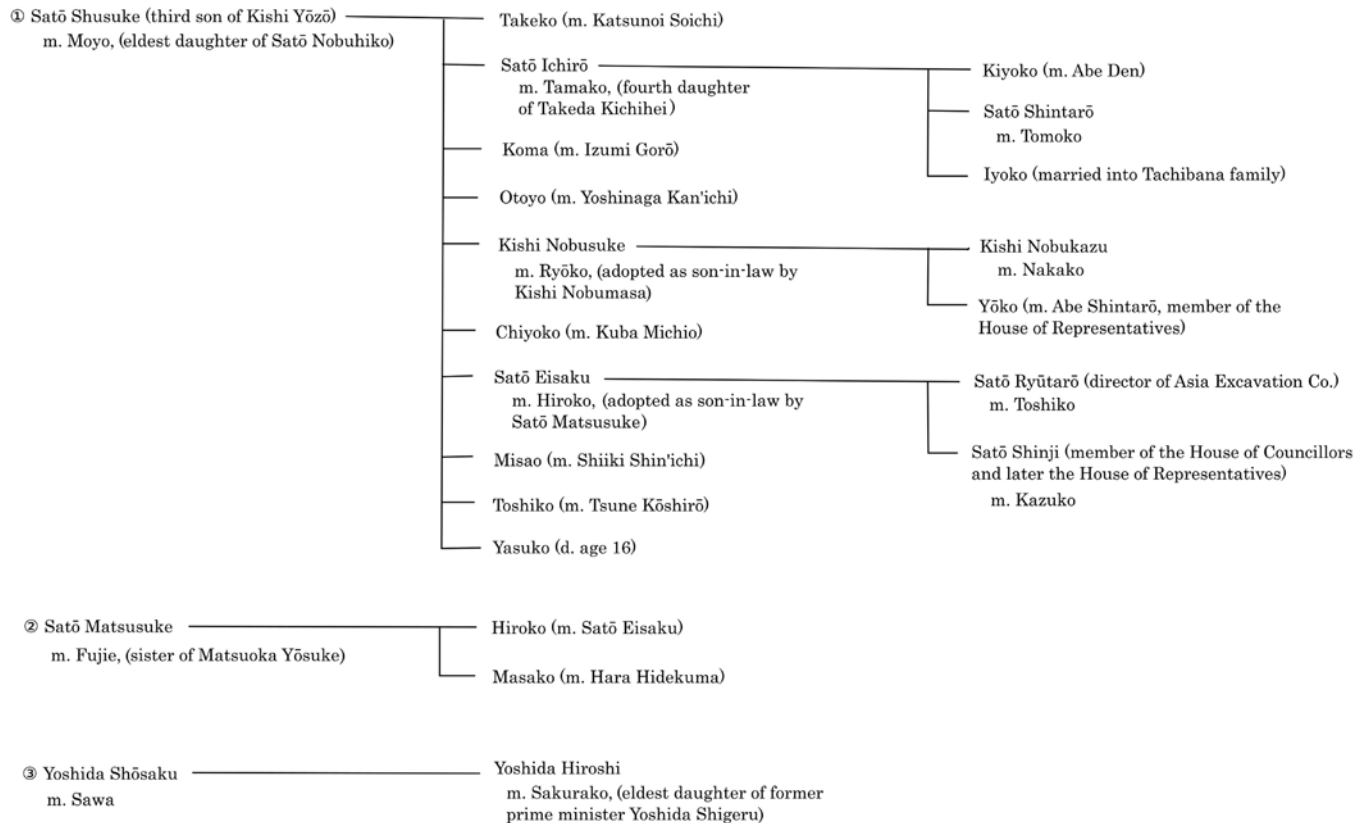 ① Satō Shusuke (third son of Kishi Yōzō)
m. Moyo, (eldest daughter of Satō Nobuhiko)
Takeko (m. Katsunoi Soichi)
Satō Ichirō
m. Tamako, (fourth daughter
of Takeda Kichihei)
Kiyoko (m. Abe Den)
Satō Shintarō
m. Tomoko
Iyoko (married into Tachibana family)
Koma (m. Izumi Gorō)
Otoyo (m. Yoshinaga Kan'ichi)
Kishi Nobusuke
m. Ryōko, (adopted as son-in-law by
Kishi Nobumasa)
Kishi Nobukazu
m. Nakako
Yōko (m. Abe Shintarō, member of the
House of Representatives)
Chiyoko (m. Kuba Michio)
Satō Eisaku
m. Hiroko, (adopted as son-in-law by
Satō Matsusuke)
Satō Ryūtarō (director of Asia Excavation Co.)
m. Toshiko
Satō Shinji (member of the House of Councillors
and later the House of Representatives)
m. Kazuko
Misao (m. Shiiki Shin'ichi)
Toshiko (m. Tsune Kōshirō)
Yasuko (d. age 16)
② Satō Matsusuke
m. Fujie, (sister of Matsuoka Yōsuke)
Hiroko (m. Satō Eisaku)
Masako (m. Hara Hidekuma)
③ Yoshida Shōsaku
m. Sawa
Yoshida Hiroshi
m. Sakurako, (eldest daughter of former
prime minister Yoshida Shigeru)